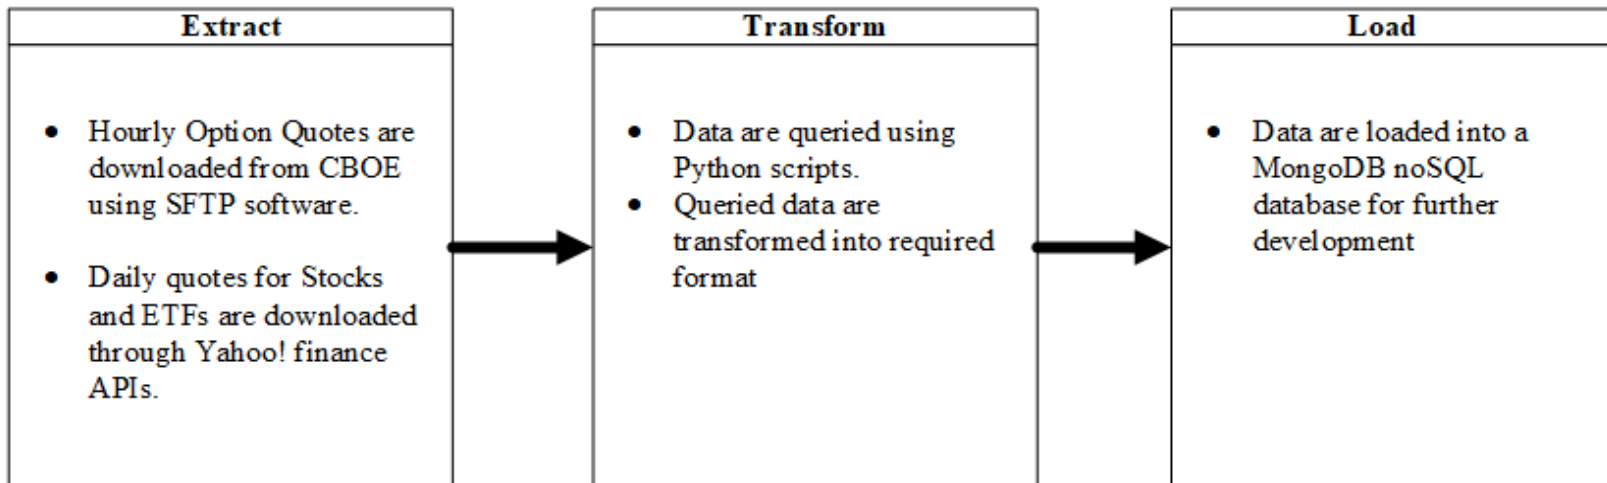 Extract
• Hourly Option Quotes are
downloaded from CBOE
using SFTP software.
• Daily quotes for Stocks
and ETFs are downloaded
through Yahoo! finance
APIs.
Transform
• Data are queried using
Python scripts.
• Queried data are
transformed into required
format
Load
• Data are loaded into a
MongoDB noSQL
database for further
development